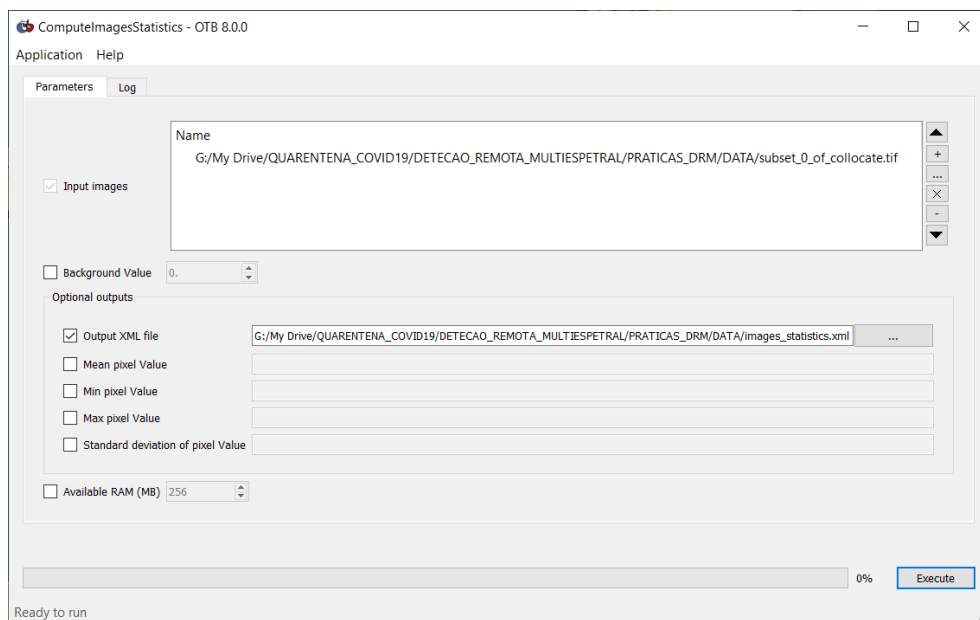 ComputeImagesStatistics - OTB 8.0.0
Application Help
Parameters Log
Name
G:/My Drive/QUARENTENA_COVID19/DETECAO_REMOTA_MULTIESPETRAL/PRATICAS_DRM/DATA/subset_0_of_collocate.tif
+
...
Input images
-
Background Value 0.
Optional outputs
Output XML file G:/My Drive/QUARENTENA_COVID19/DETECAO_REMOTA_MULTIESPETRAL/PRATICAS_DRM/DATA/images_statistics.xml ...
Mean pixel Value
Min pixel Value
Max pixel Value
Standard deviation of pixel Value
Available RAM (MB) 256
0% Execute
Ready to run